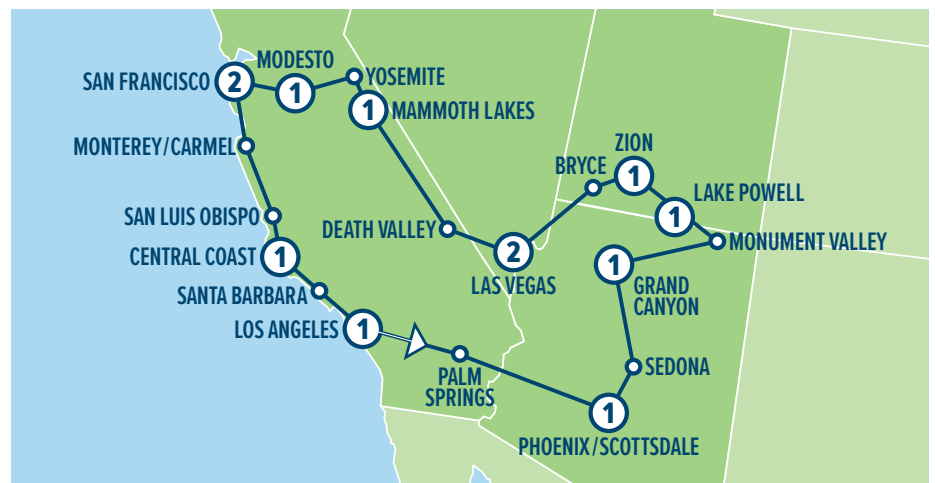 MODESTO
SAN FRANCISCO
2
1
YOSEMITE
1
MAMMOTH LAKES
MONTEREY/CARMEL
ZION
BRYCE
1
LAKE POWELL
SAN LUIS OBISPO
1
DEATH VALLEY
MONUMENT VALLEY
CENTRAL COAST
1
2
LAS VEGAS
1
GRAND
CANYON
SANTA BARBARA
LOS ANGELES
1
PALM
SPRINGS
SEDONA
1
PHOENIX/SCOTTSDALE